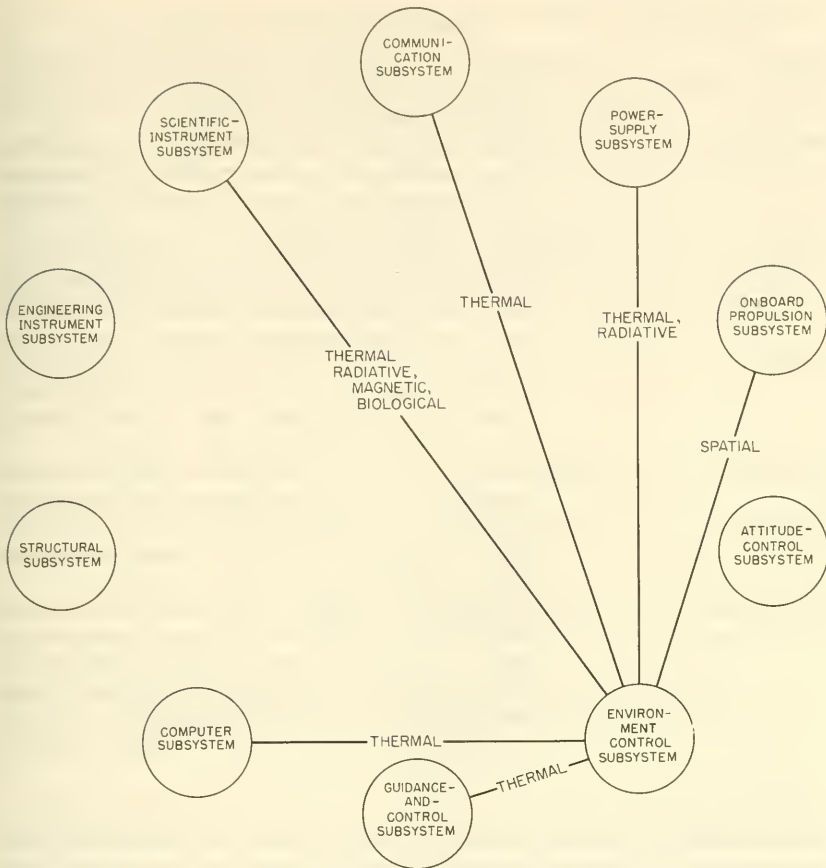 COMMUNI-
CATION
SUBSYSTEM
SCIENTIFIC-
INSTRUMENT
SUBSYSTEM
POWER-
SUPPLY
SUBSYSTEM
ENGINEERING
INSTRUMENT
SUBSYSTEM
THERMAL
THERMAL,
RADIATIVE
ONBOARD
PROPULSION
SUBSYSTEM
THERMAL
RADIATIVE,
MAGNETIC,
BIOLOGICAL
SPATIAL
STRUCTURAL
SUBSYSTEM
ATTITUDE-
CONTROL
SUBSYSTEM
COMPUTER
SUBSYSTEM
THERMAL
ENVIRON-
MENT
CONTROL
SUBSYSTEM
THERMAL
GUIDANCE-
AND-
CONTROL
SUBSYSTEM